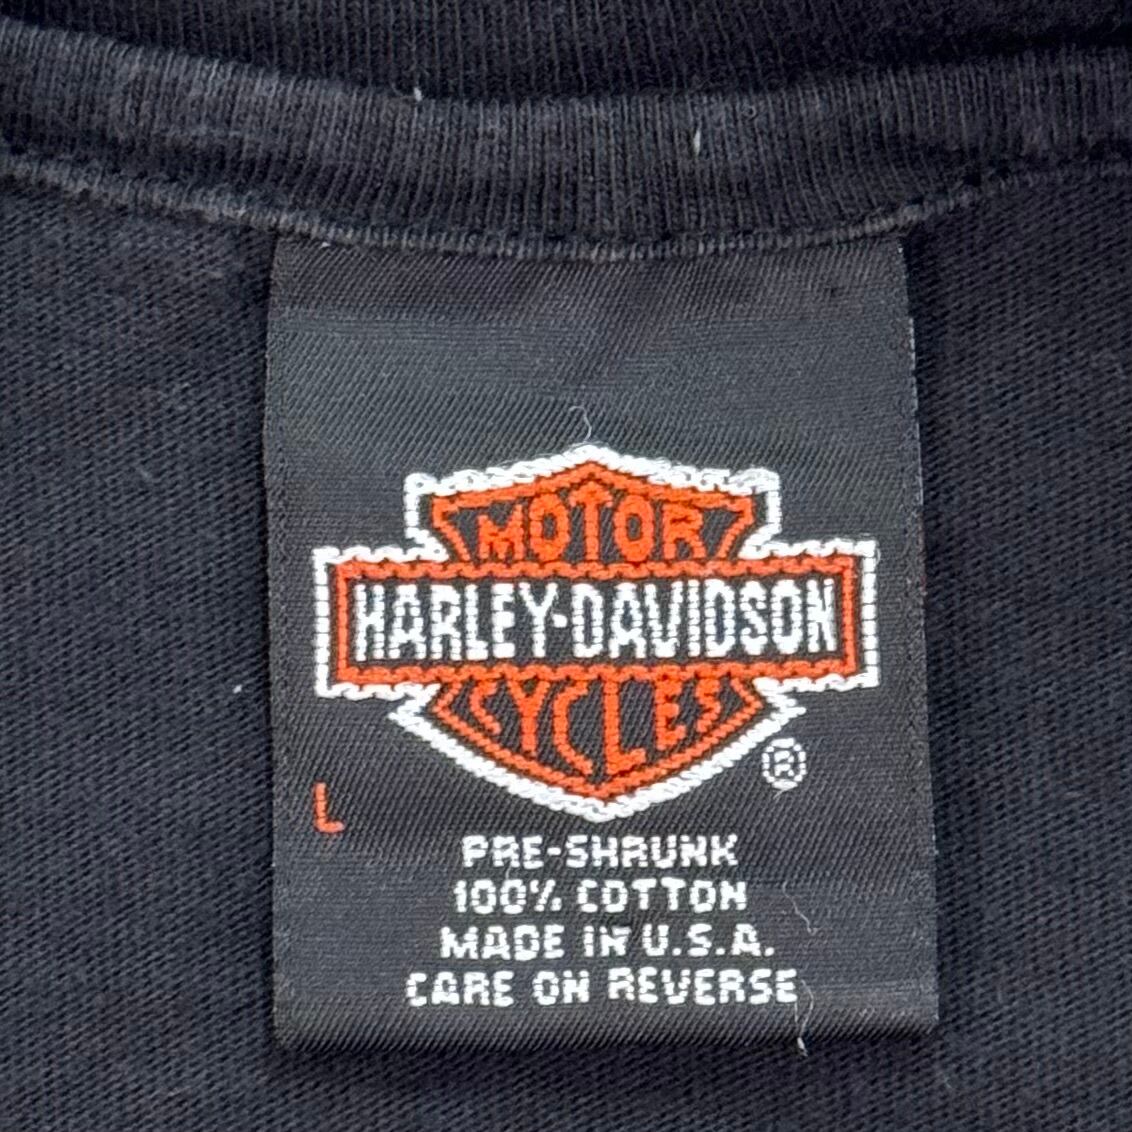 MOTOR
HARLEY-DAVIDSON
CYCLES
®
L
PRE-SHRUNK
100% COTTON
MADE IN U.S.A.
CARE ON REVERSE